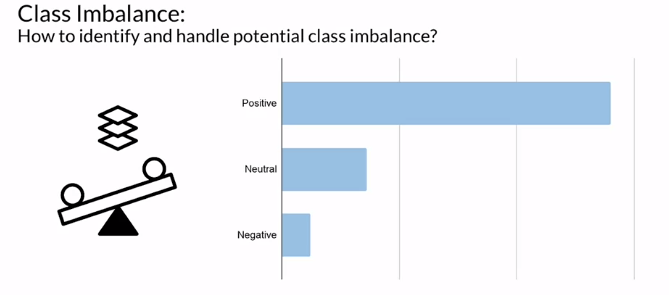 Class Imbalance:
How to identify and handle potential class imbalance?
Positive
Neutral
Negative